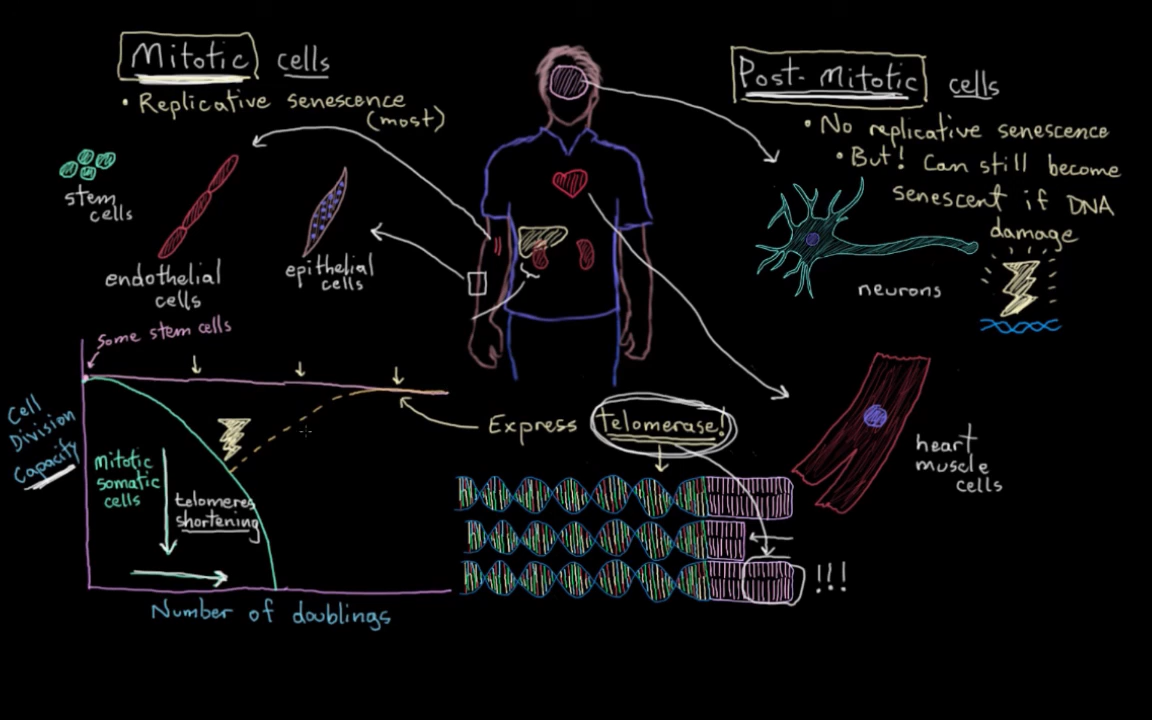 Mitotic cells
• Replicative senescence
(most)
stem
cells
endothelial
cells
epithelial
cells
Post-mitotic cells
• No replicative senescence
• But! Can still become
senescent if DNA
damage
neurons
heart
muscle
cells
some stem cells
Cell
Division
Capacity
mitotic
somatic
cells
telomeres
shortening
Number of doublings
Express telomerase!
!!!